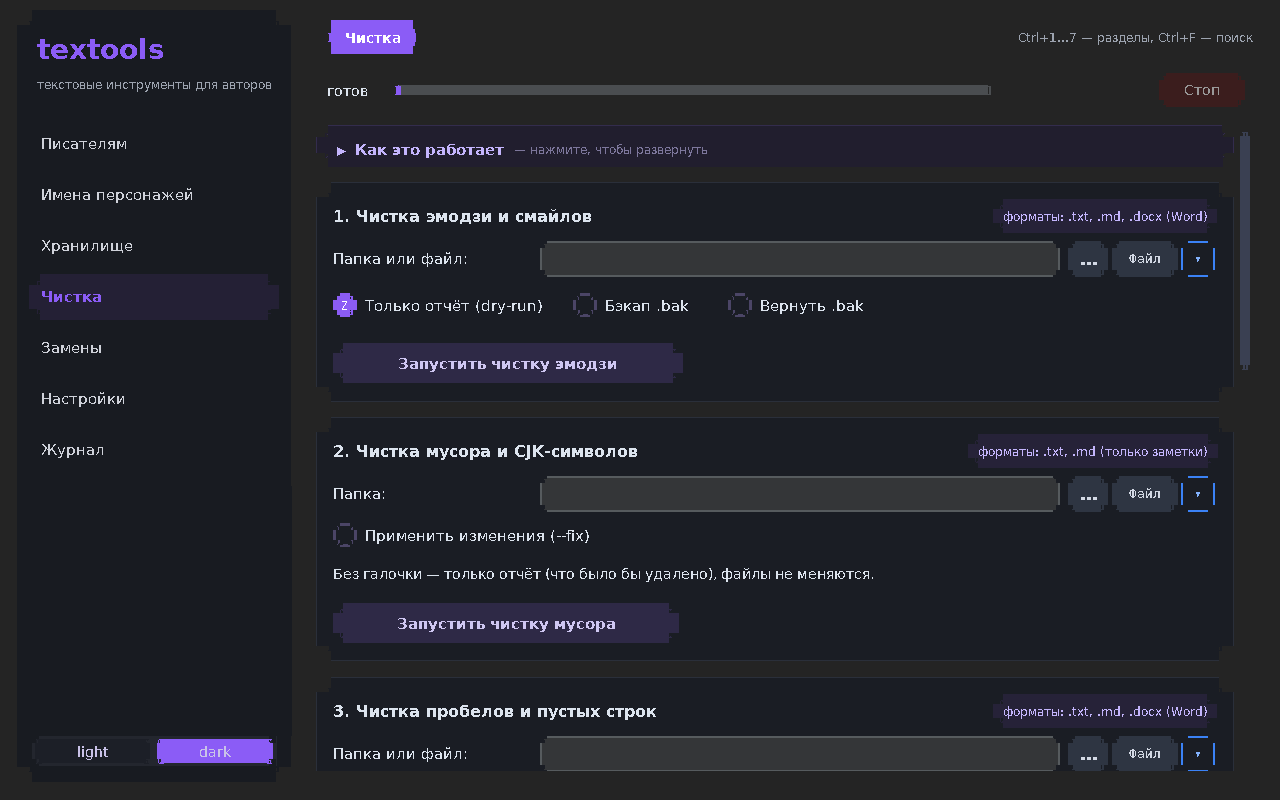 textools
текстовые инструменты для авторов
Писателям
Имена персонажей
Хранилище
Чистка
Замены
Настройки
Журнал
light dark
Чистка
Ctrl+1...7 — разделы, Ctrl+F — поиск
готов
Стоп
▶ Как это работает — нажмите, чтобы развернуть
1. Чистка эмодзи и смайлов
форматы: .txt, .md, .docx (Word)
Папка или файл: ... Файл ▾
Z Только отчёт (dry-run) Бэкап .bak Вернуть .bak
Запустить чистку эмодзи
2. Чистка мусора и CJK-символов
форматы: .txt, .md (только заметки)
Папка: ... Файл ▾
Применить изменения (--fix)
Без галочки — только отчёт (что было бы удалено), файлы не меняются.
Запустить чистку мусора
3. Чистка пробелов и пустых строк
форматы: .txt, .md, .docx (Word)
Папка или файл: ... Файл ▾